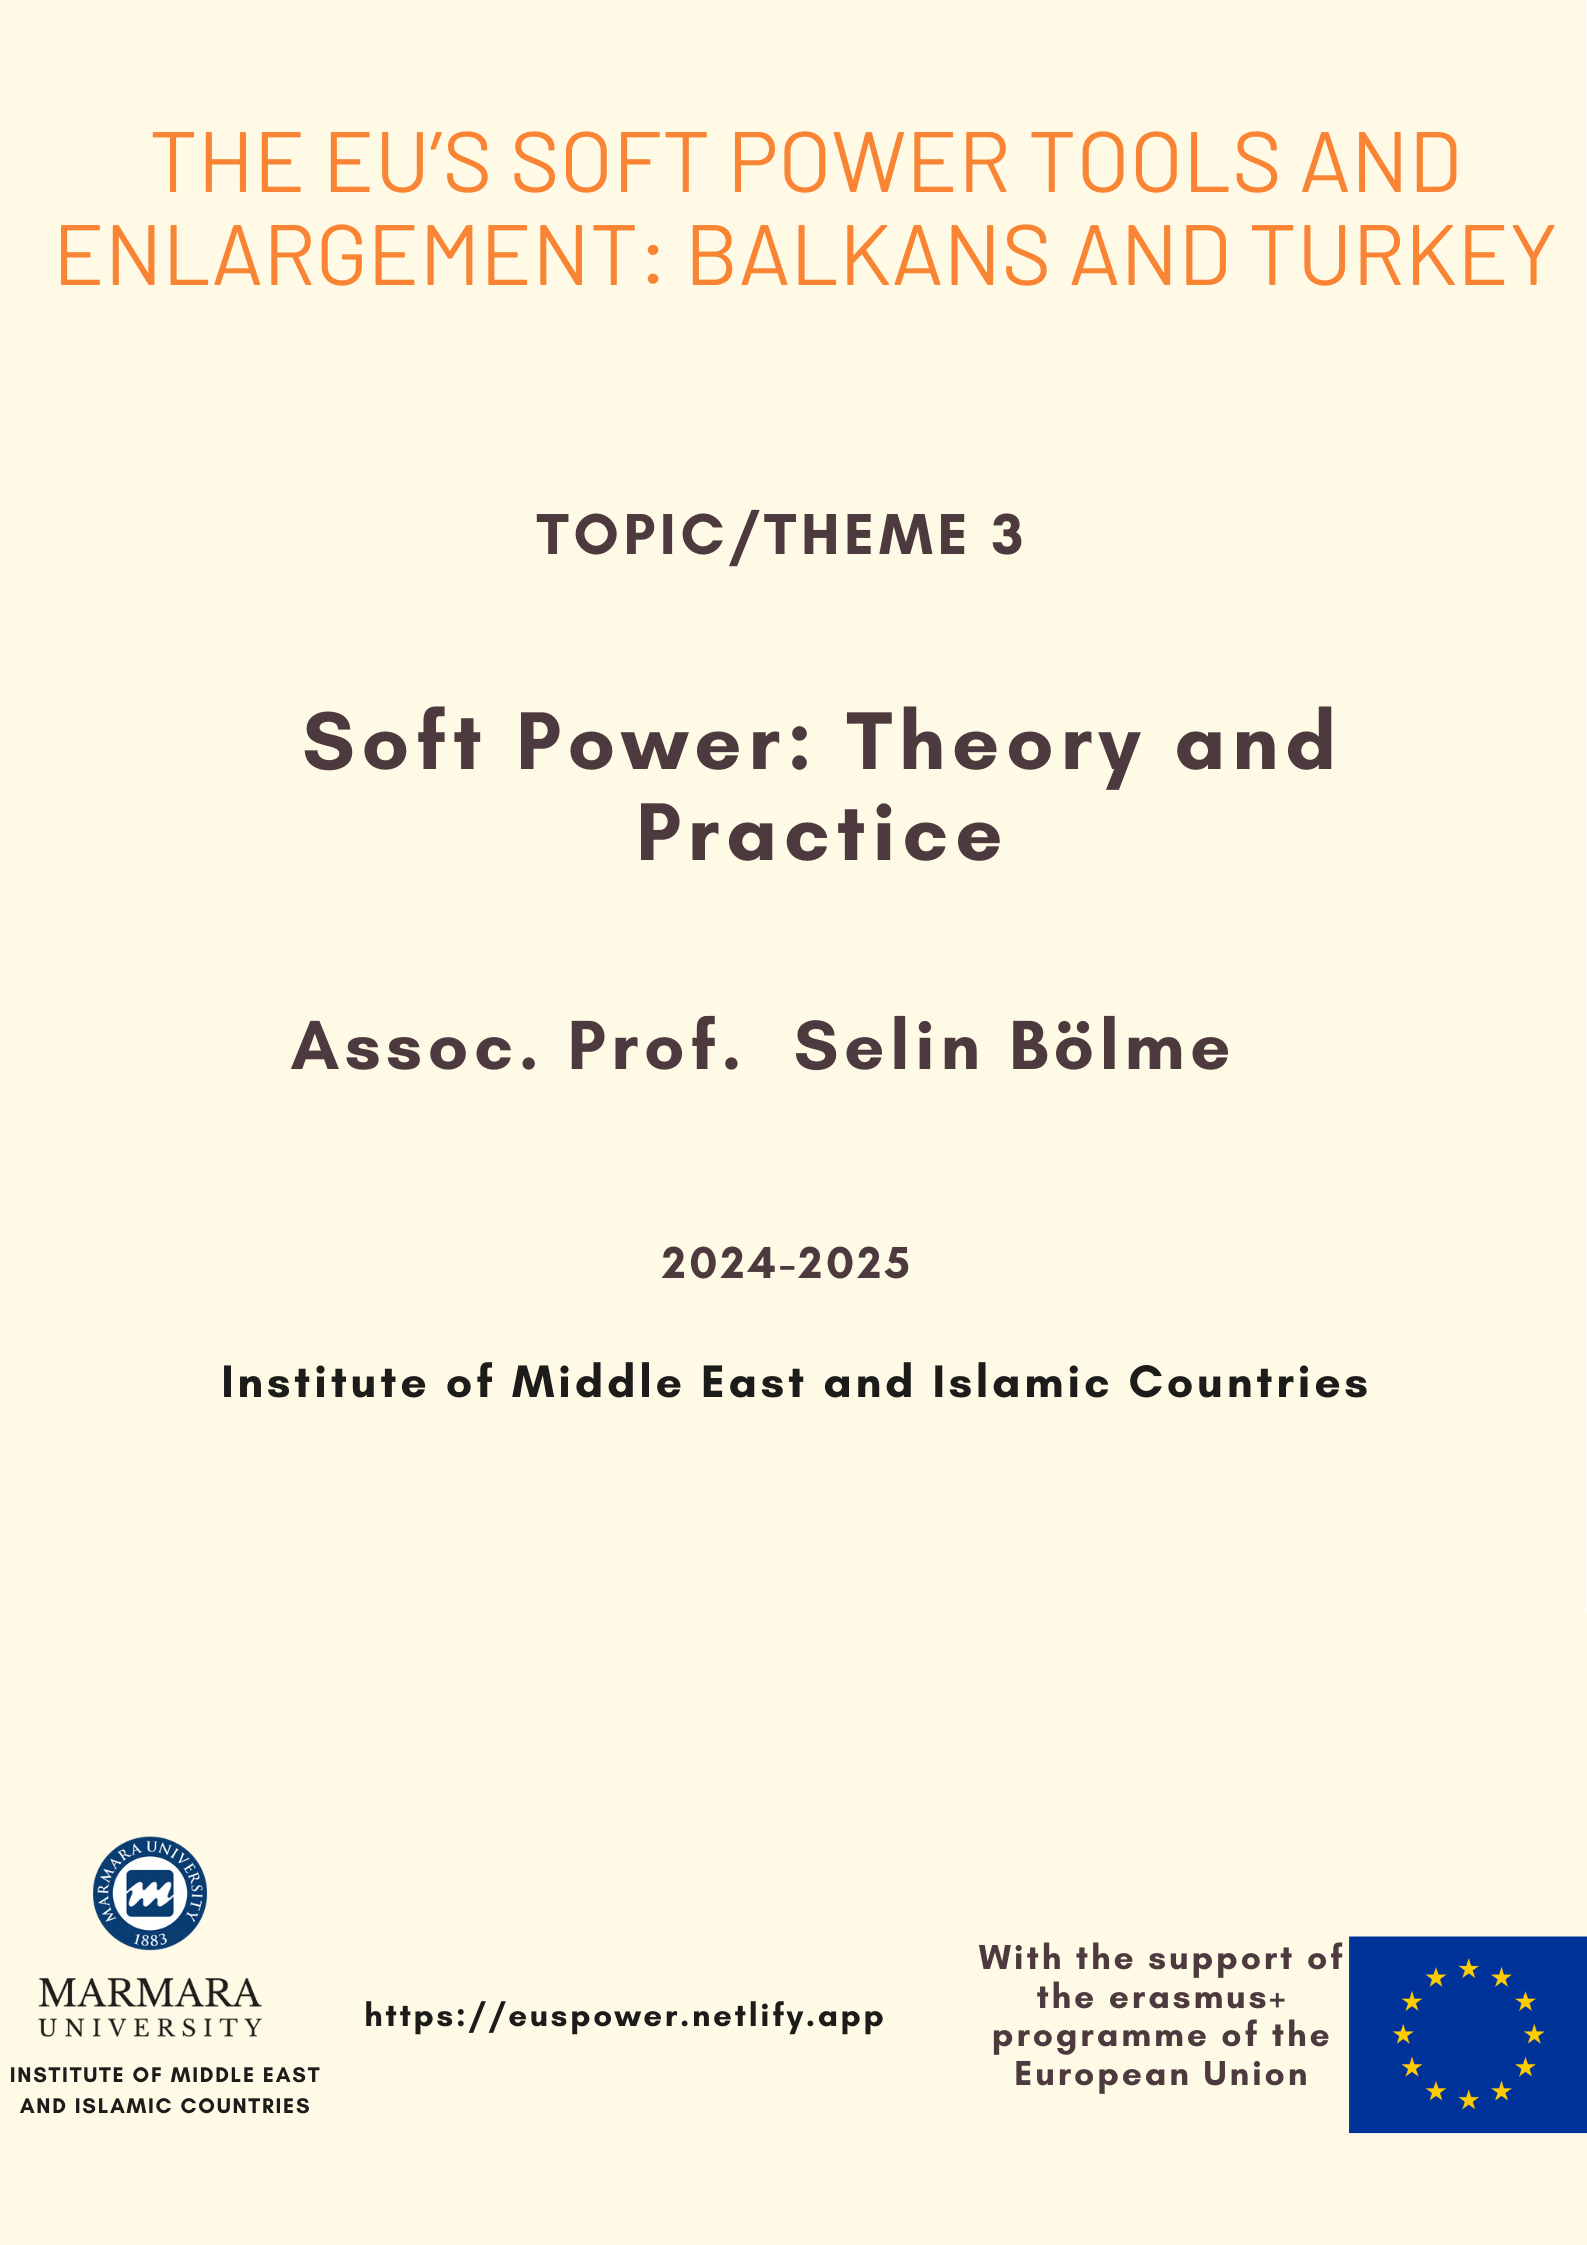 THE EU’S SOFT POWER TOOLS AND
ENLARGEMENT: BALKANS AND TURKEY
TOPIC/THEME 3
Soft Power: Theory and
Practice
Assoc. Prof.  Selin Bölme
2024-2025
Institute of Middle East and Islamic Countries
MARMARA UNIVERSITY
m
1883
MARMARA
UNIVERSITY
INSTITUTE OF MIDDLE EAST
AND ISLAMIC COUNTRIES
https://euspower.netlify.app
With the support of
the erasmus+
programme of the
European Union